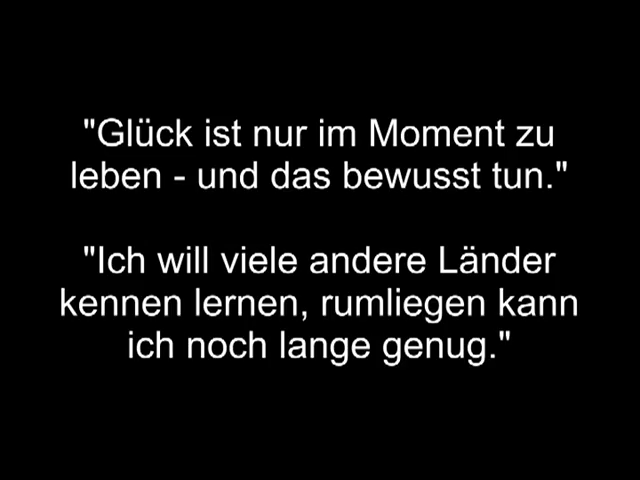 "Glück ist nur im Moment zu
leben - und das bewusst tun."
"Ich will viele andere Länder
kennen lernen, rumliegen kann
ich noch lange genug."